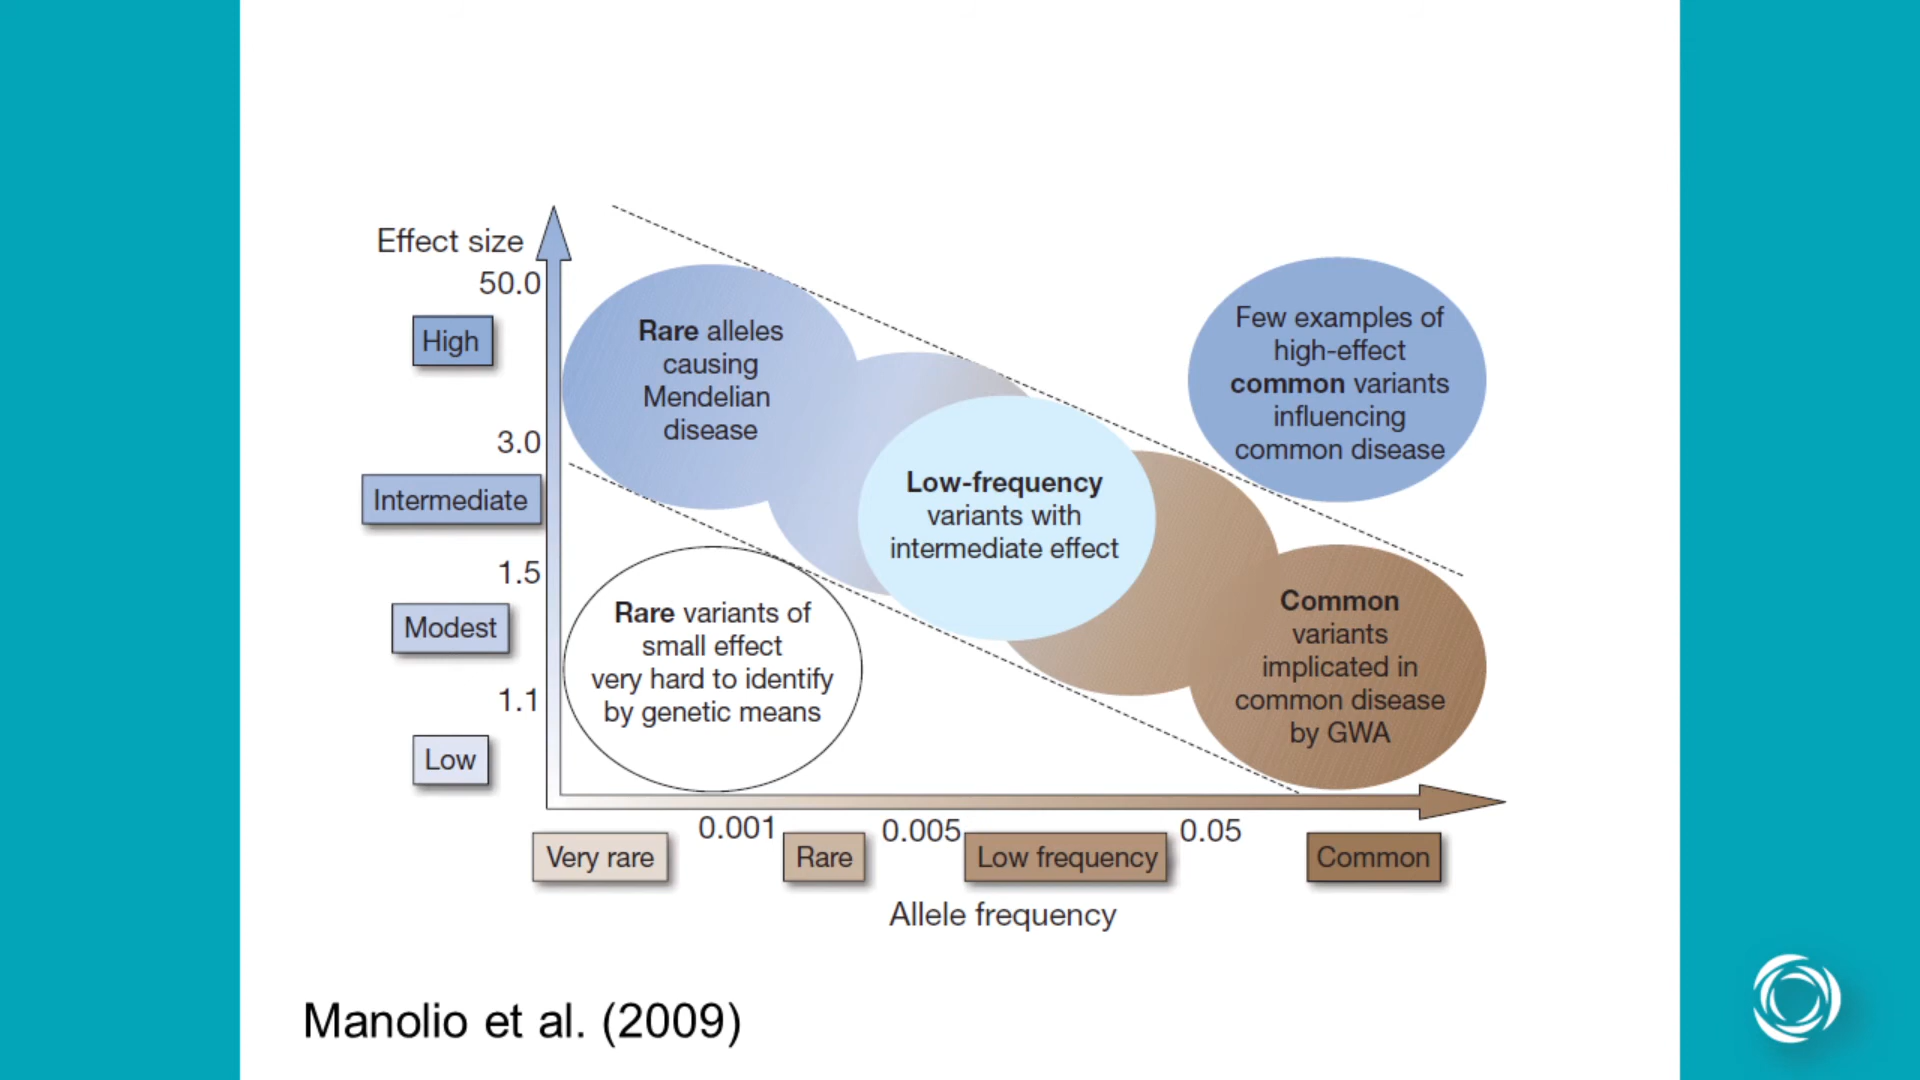 Effect size
50.0
High
3.0
Intermediate
1.5
Modest
1.1
Low
Rare alleles
causing
Mendelian
disease
Few examples of
high-effect
common variants
influencing
common disease
Low-frequency
variants with
intermediate effect
Rare variants of
small effect
very hard to identify
by genetic means
Common
variants
implicated in
common disease
by GWA
0.001
0.005
0.05
Very rare
Rare
Low frequency
Common
Allele frequency
Manolio et al. (2009)